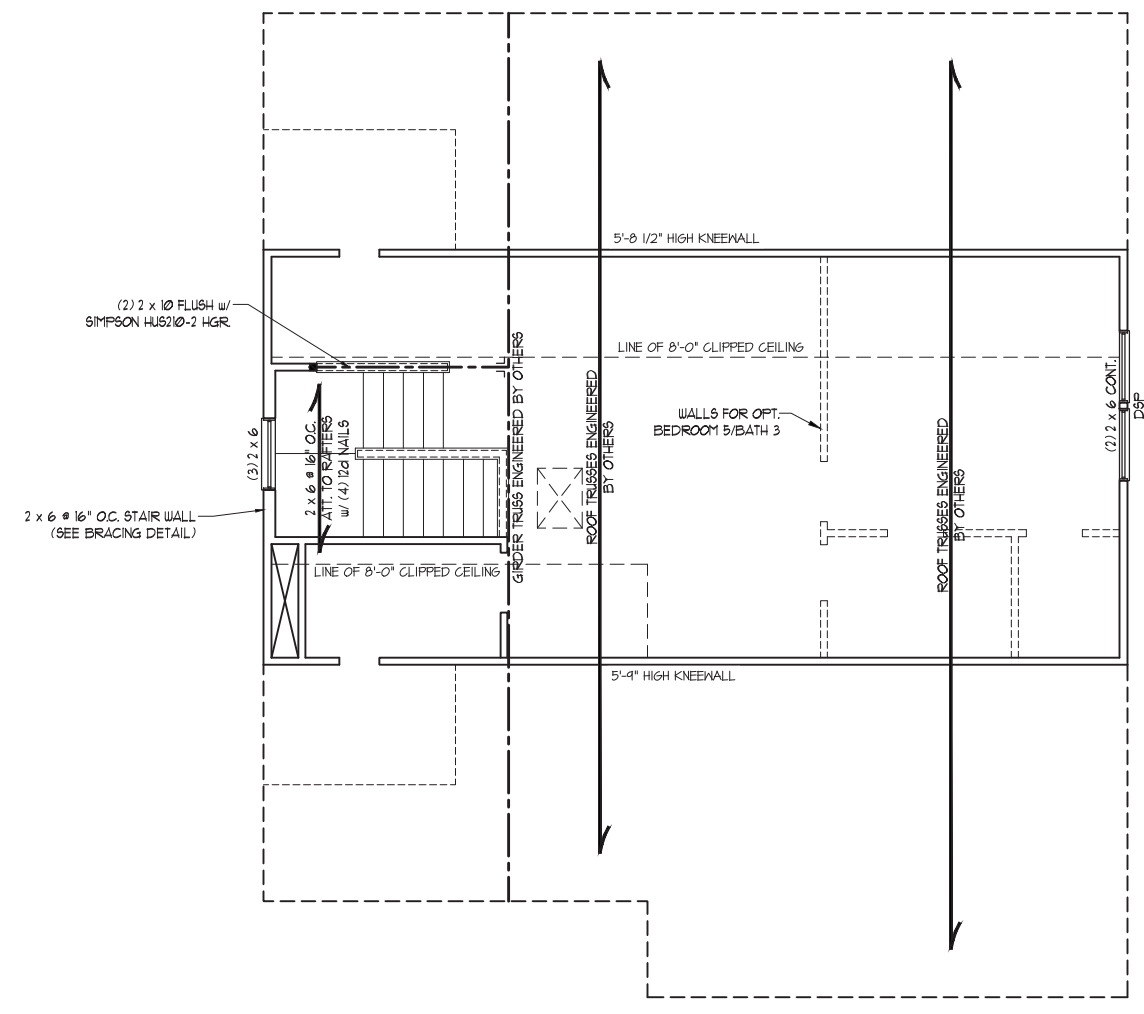 5'-8 1/2" HIGH KNEEWALL
(2) 2 x 10 FLUSH w/
SIMPSON HUS210-2 HGR.
LINE OF 8'-0" CLIPPED CEILING
GIRDER TRUSS ENGINEERED BY OTHERS
ROOF TRUSSES ENGINEERED
BY OTHERS
WALLS FOR OPT.
BEDROOM 5/BATH 3
(2) 2 x 6 CONT.
DSP
(3) 2 x 6
2 x 6 @ 16" O.C.
ATT. TO RAFTERS
w/ (4) 12d NAILS
ROOF TRUSSES ENGINEERED
BY OTHERS
2 x 6 @ 16" O.C. STAIR WALL
(SEE BRACING DETAIL)
LINE OF 8'-0" CLIPPED CEILING
5'-9" HIGH KNEEWALL